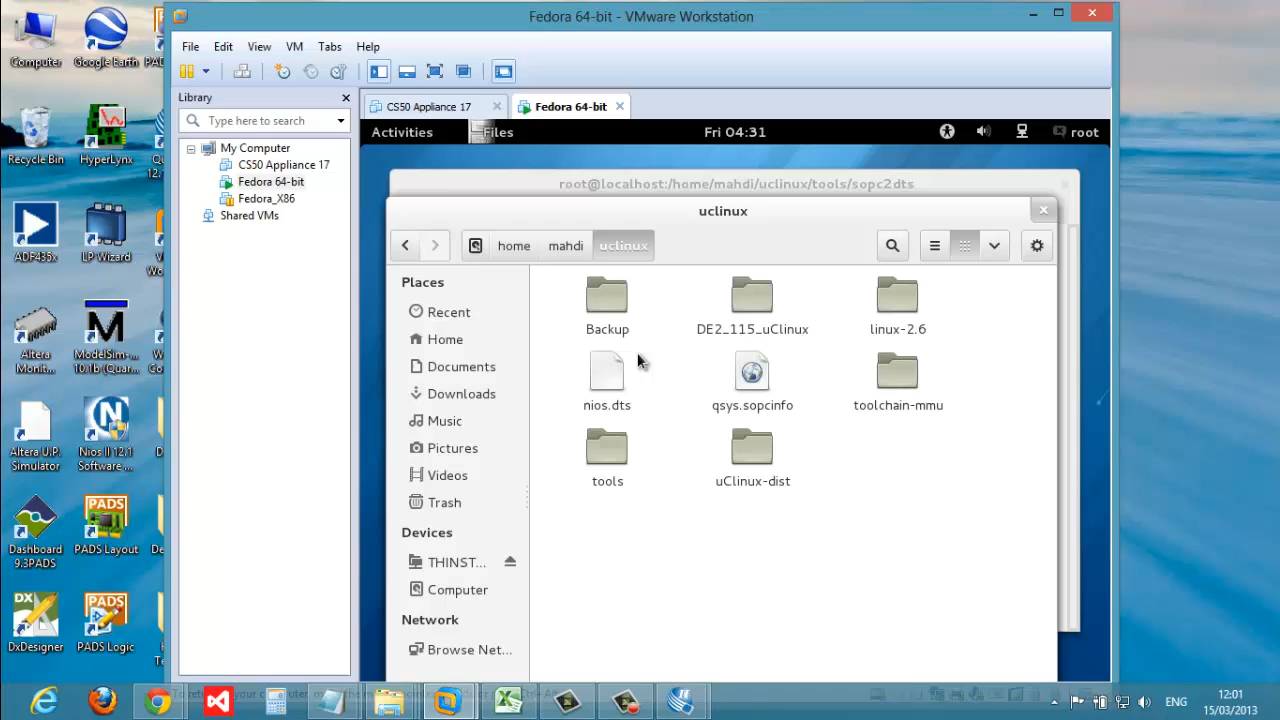 Fedora 64-bit - VMware Workstation
File Edit View VM Tabs Help
Library
Type here to search
My Computer
CS50 Appliance 17
Fedora 64-bit
Fedora_X86
Shared VMs
CS50 Appliance 17
Fedora 64-bit
Activities Files Fri 04:31 root
root@localhost:/home/mahdi/uclinux/tools/sopc2dts
uclinux
home mahdi uclinux
Places
Recent
Home
Documents
Downloads
Music
Pictures
Videos
Trash
Devices
THINST...
Computer
Network
Browse Net...
Backup DE2_115_uClinux linux-2.6
nios.dts qsys.sopcinfo toolchain-mmu
tools uClinux-dist
Computer
Google Earth
Recycle Bin
HyperLynx
12.
ADF435x
LP Wizard
Altera
Monit...
ModelSim-
10.1b (Quar...
Altera U.P.
Simulator
Nios II 12.1
Software ...
Dashboard
9.3PADS
PADS Layout
DxDesigner
PADS Logic
ENG
12:01
15/03/2013